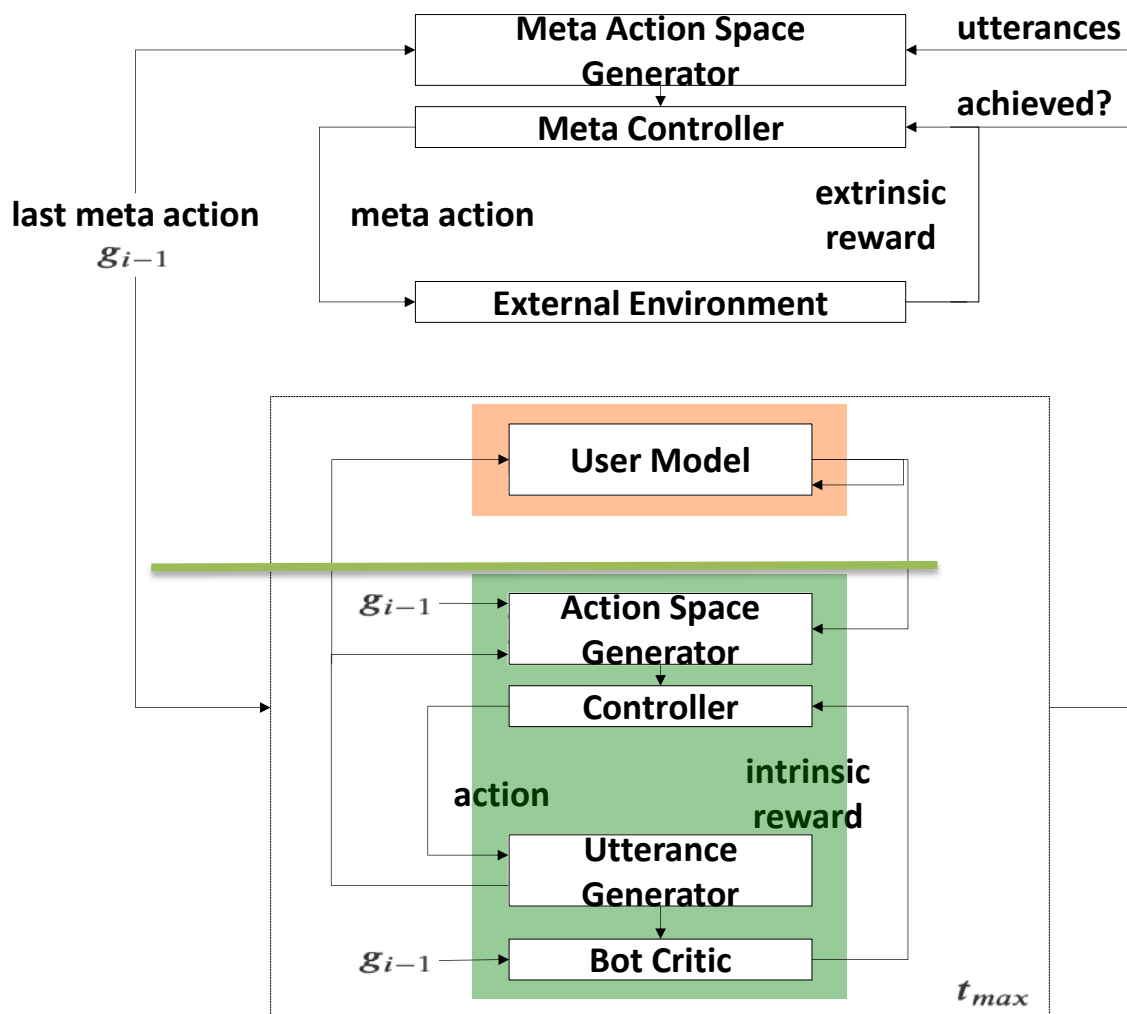 Meta Action Space
Generator
utterances
achieved?
Meta Controller
last meta action
g_{i-1}
meta action
extrinsic
reward
External Environment
User Model
g_{i-1}
Action Space
Generator
Controller
action
intrinsic
reward
Utterance
Generator
g_{i-1}
Bot Critic
t_{max}